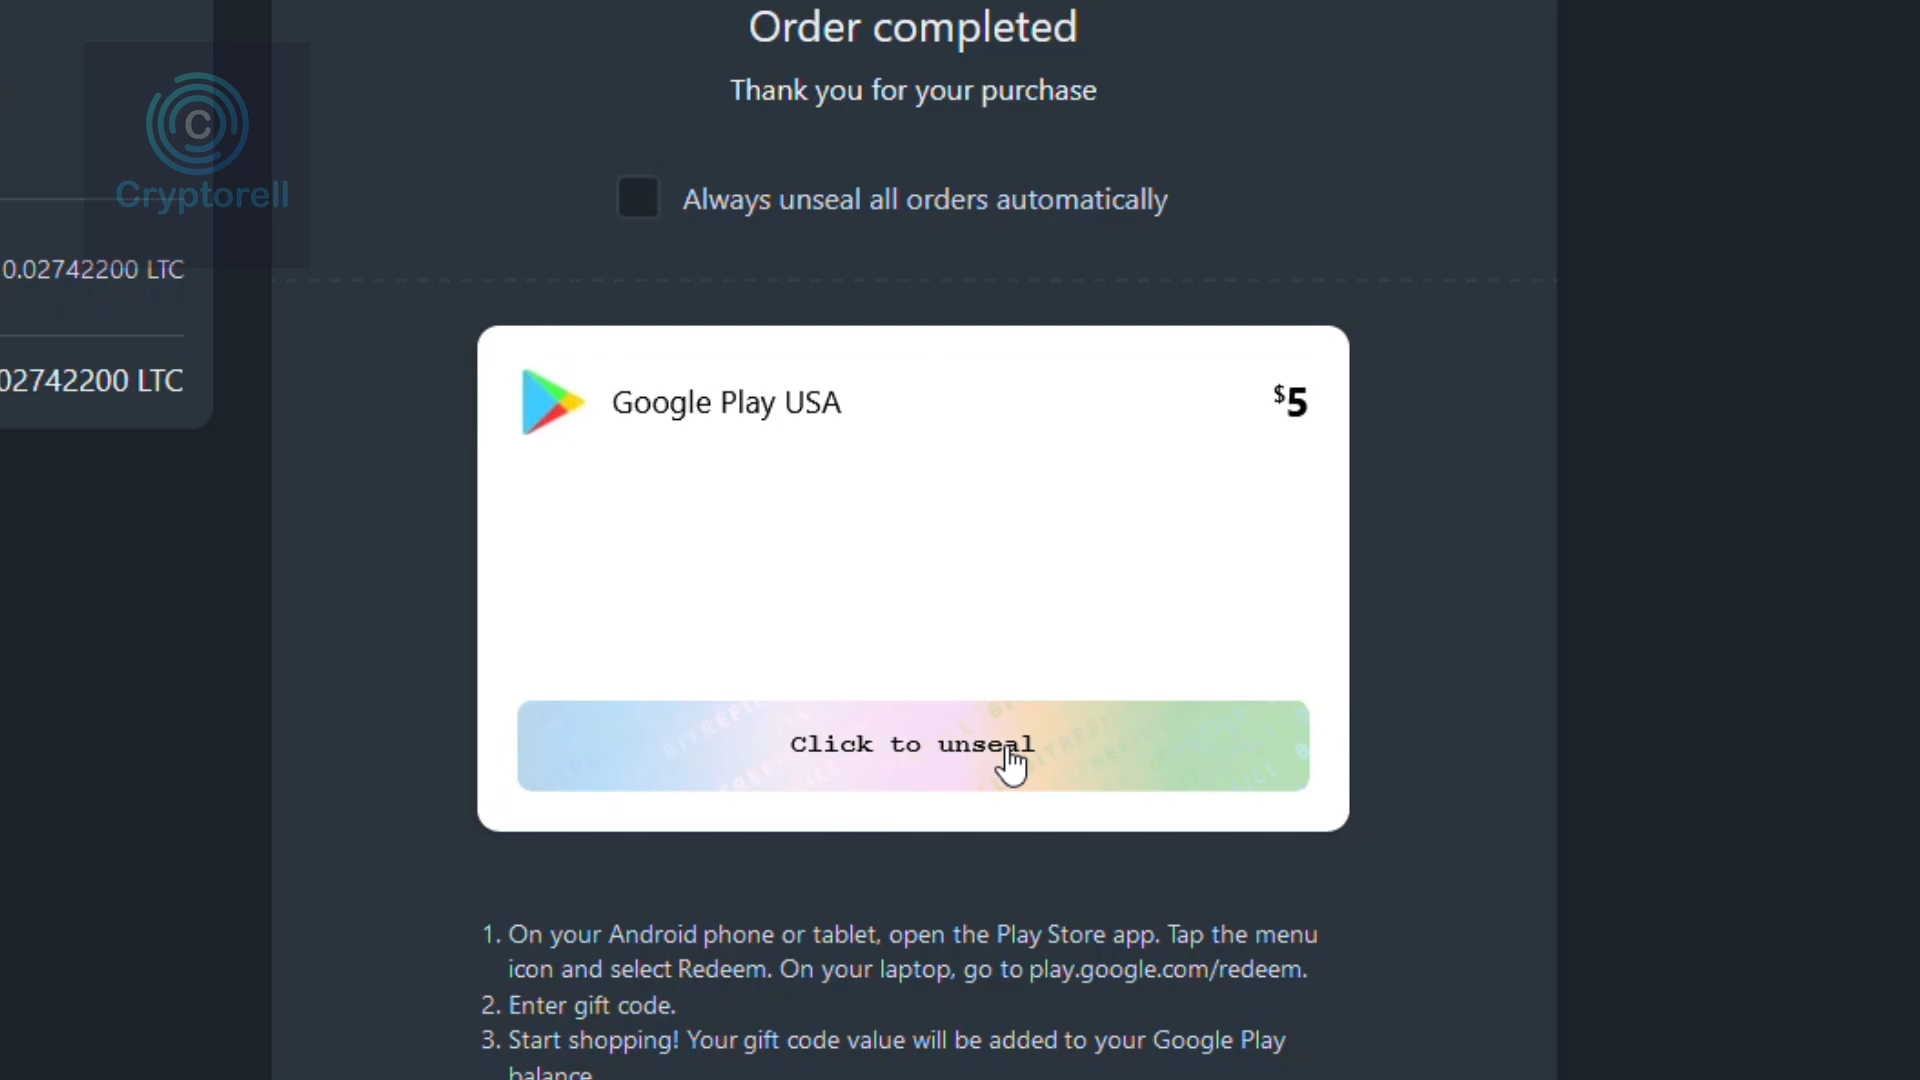 Order completed
Thank you for your purchase
C
Cryptorell
Always unseal all orders automatically
0.02742200 LTC
02742200 LTC
Google Play USA
$5
BITREFILL
Click to unseal
1. On your Android phone or tablet, open the Play Store app. Tap the menu
icon and select Redeem. On your laptop, go to play.google.com/redeem.
2. Enter gift code.
3. Start shopping! Your gift code value will be added to your Google Play
balance